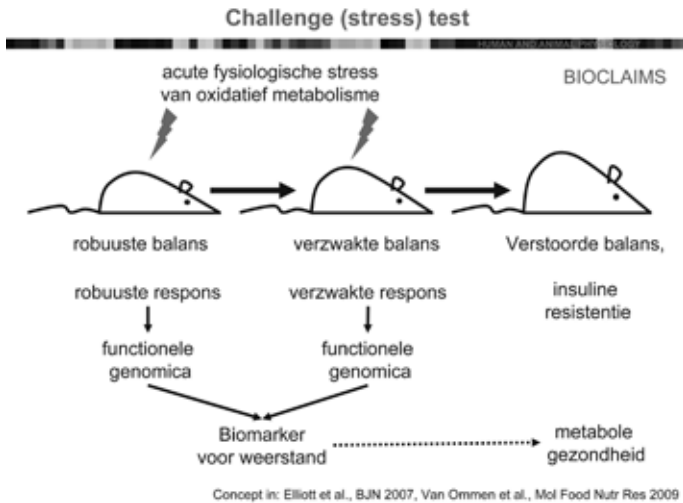 Challenge (stress) test
HUMAN AND ANIMAL PHYSIOLOGY
acute fysiologische stress
van oxidatief metabolisme
BIOCLAIMS
robuuste balans
verzwakte balans
Verstoorde balans,
robuuste respons
verzwakte respons
insuline
resistentie
functionele
genomica
functionele
genomica
Biomarker
voor weerstand
metabole
gezondheid
Concept in: Elliott et al., BJN 2007, Van Ommen et al., Mol Food Nutr Res 2009